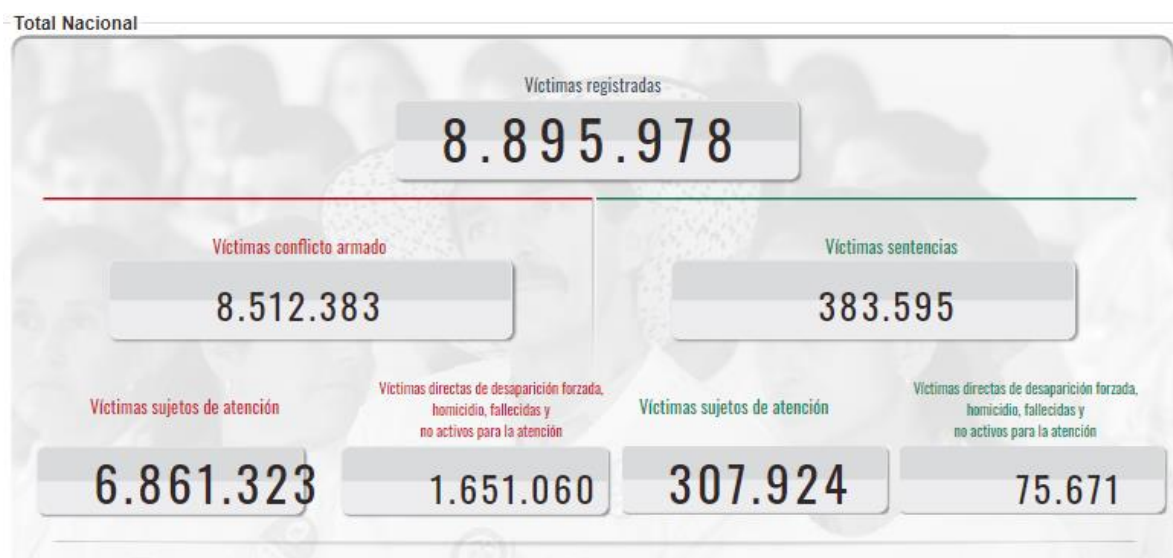 Total Nacional
Víctimas registradas
8.895.978
Víctimas conflicto armado
8.512.383
Víctimas sentencias
383.595
Víctimas sujetos de atención
6.861.323
Víctimas directas de desaparición forzada,
homicidio, fallecidas y
no activos para la atención
1.651.060
Víctimas sujetos de atención
307.924
Víctimas directas de desaparición forzada,
homicidio, fallecidas y
no activos para la atención
75.671